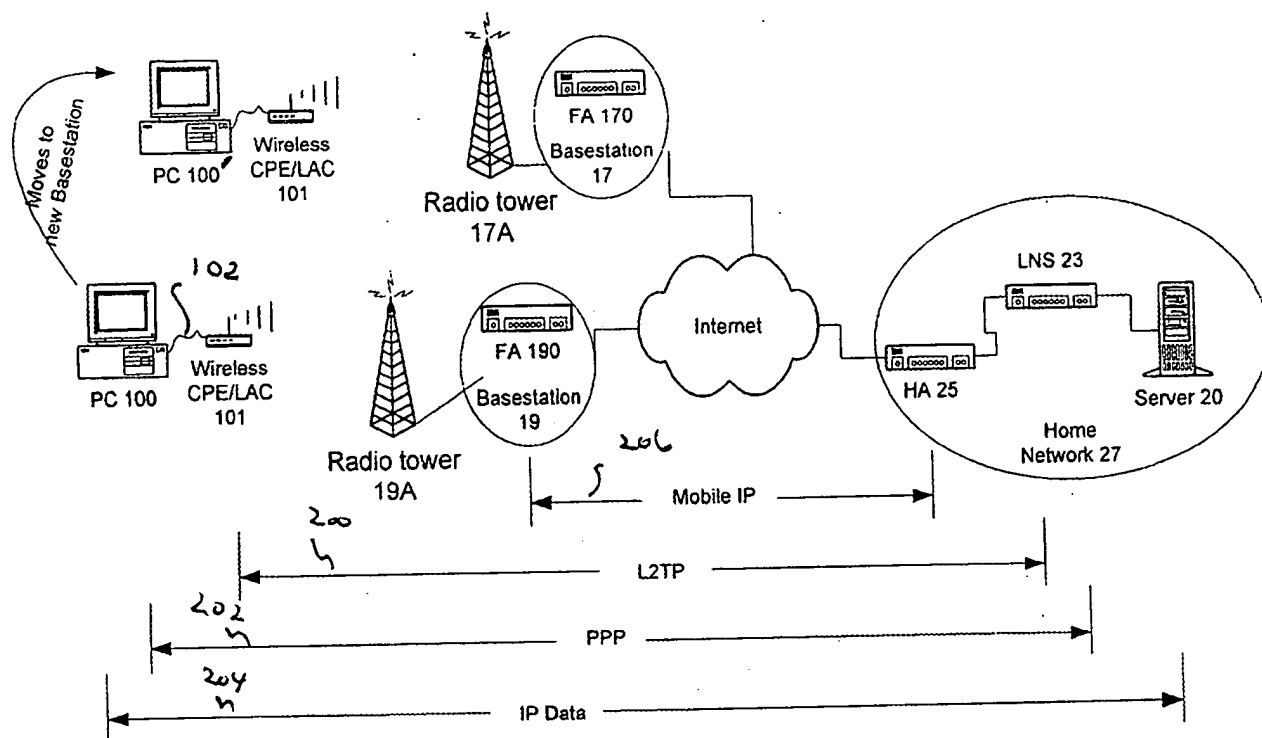 Moves to
new Basestation
PC 100'
Wireless
CPE/LAC
101
Radio tower
17A
FA 170
Basestation
17
102
PC 100
Wireless
CPE/LAC
101
Radio tower
19A
FA 190
Basestation
19
Internet
LNS 23
HA 25
Server 20
Home
Network 27
206
Mobile IP
200
L2TP
202
PPP
204
IP Data